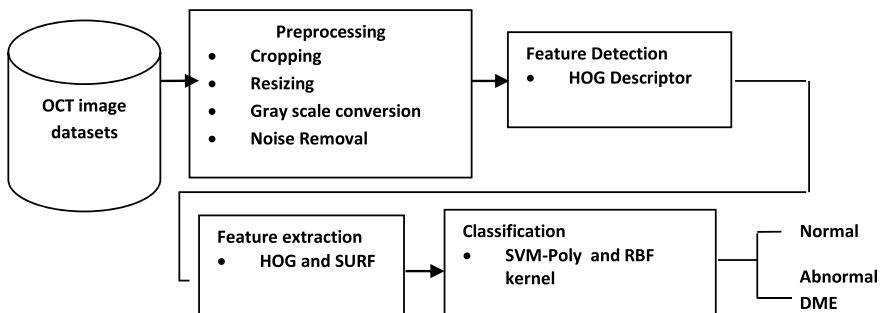 OCT image
datasets
Preprocessing
• Cropping
• Resizing
• Gray scale conversion
• Noise Removal
Feature Detection
• HOG Descriptor
Feature extraction
• HOG and SURF
Classification
• SVM-Poly and RBF
kernel
Normal
Abnormal
DME